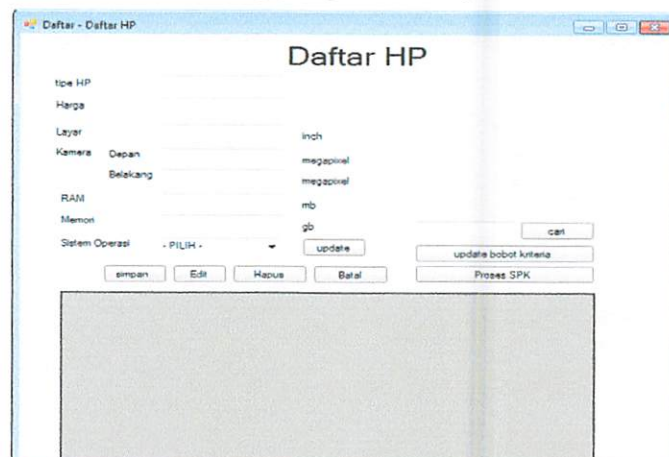 Daftar - Daftar HP
Daftar HP
tipe HP
Harga
Layar inch
Kamera Depan megapixel
Belakang megapixel
RAM mb
Memori gb cari
Sistem Operasi - PILIH - update update bobot kriteria
simpan Edit Hapus Batal Proses SPK